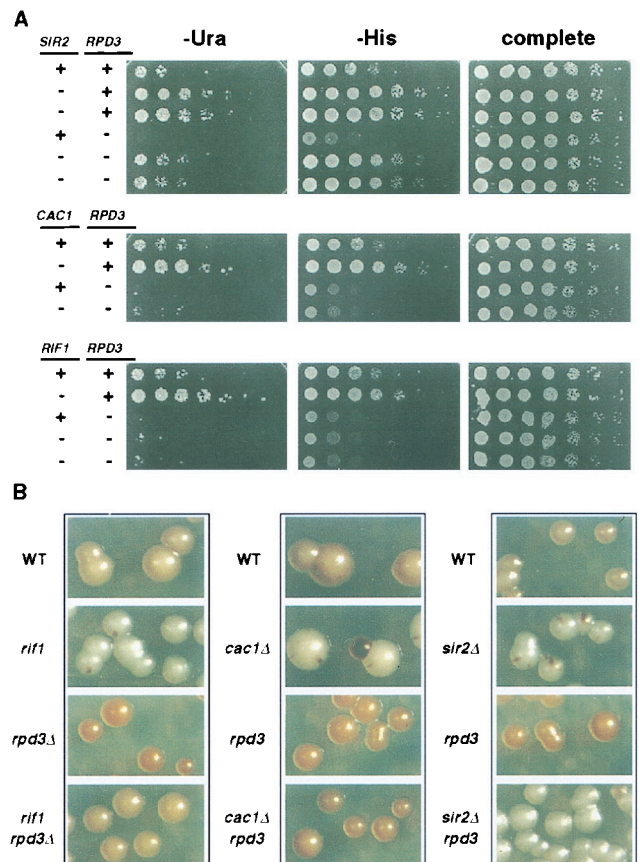 A
SIR2 RPD3 -Ura -His complete
+ +
- +
- +
+ -
- -
- -
CAC1 RPD3
+ +
- +
+ -
- -
RIF1 RPD3
+ +
- +
+ -
- -
- -
B
WT WT WT
rif1 cac1Δ sir2Δ
rpd3Δ rpd3 rpd3
rif1 cac1Δ sir2Δ
rpd3Δ rpd3 rpd3